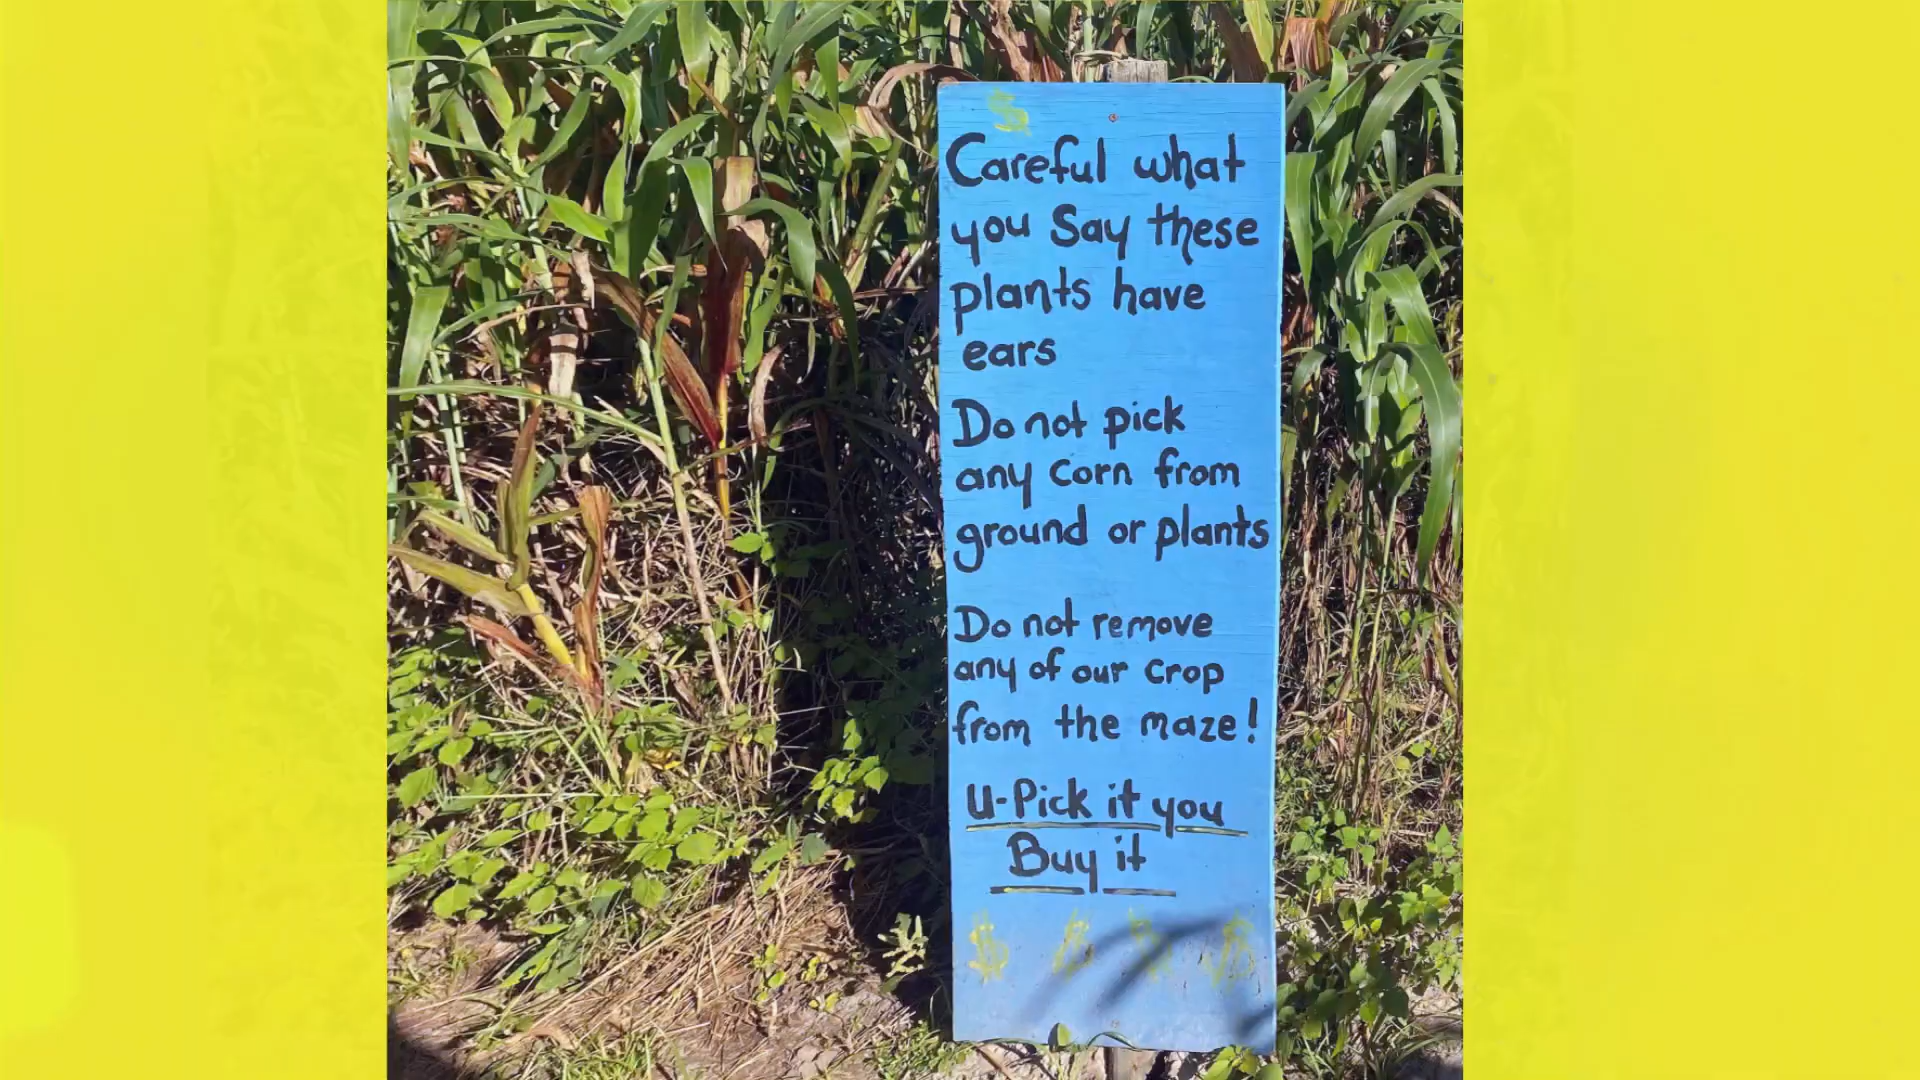 $
Careful what
you Say these
plants have
ears
Do not pick
any corn from
ground or plants
Do not remove
any of our crop
from the maze!
U-Pick it you
Buy it
$ $ $ $